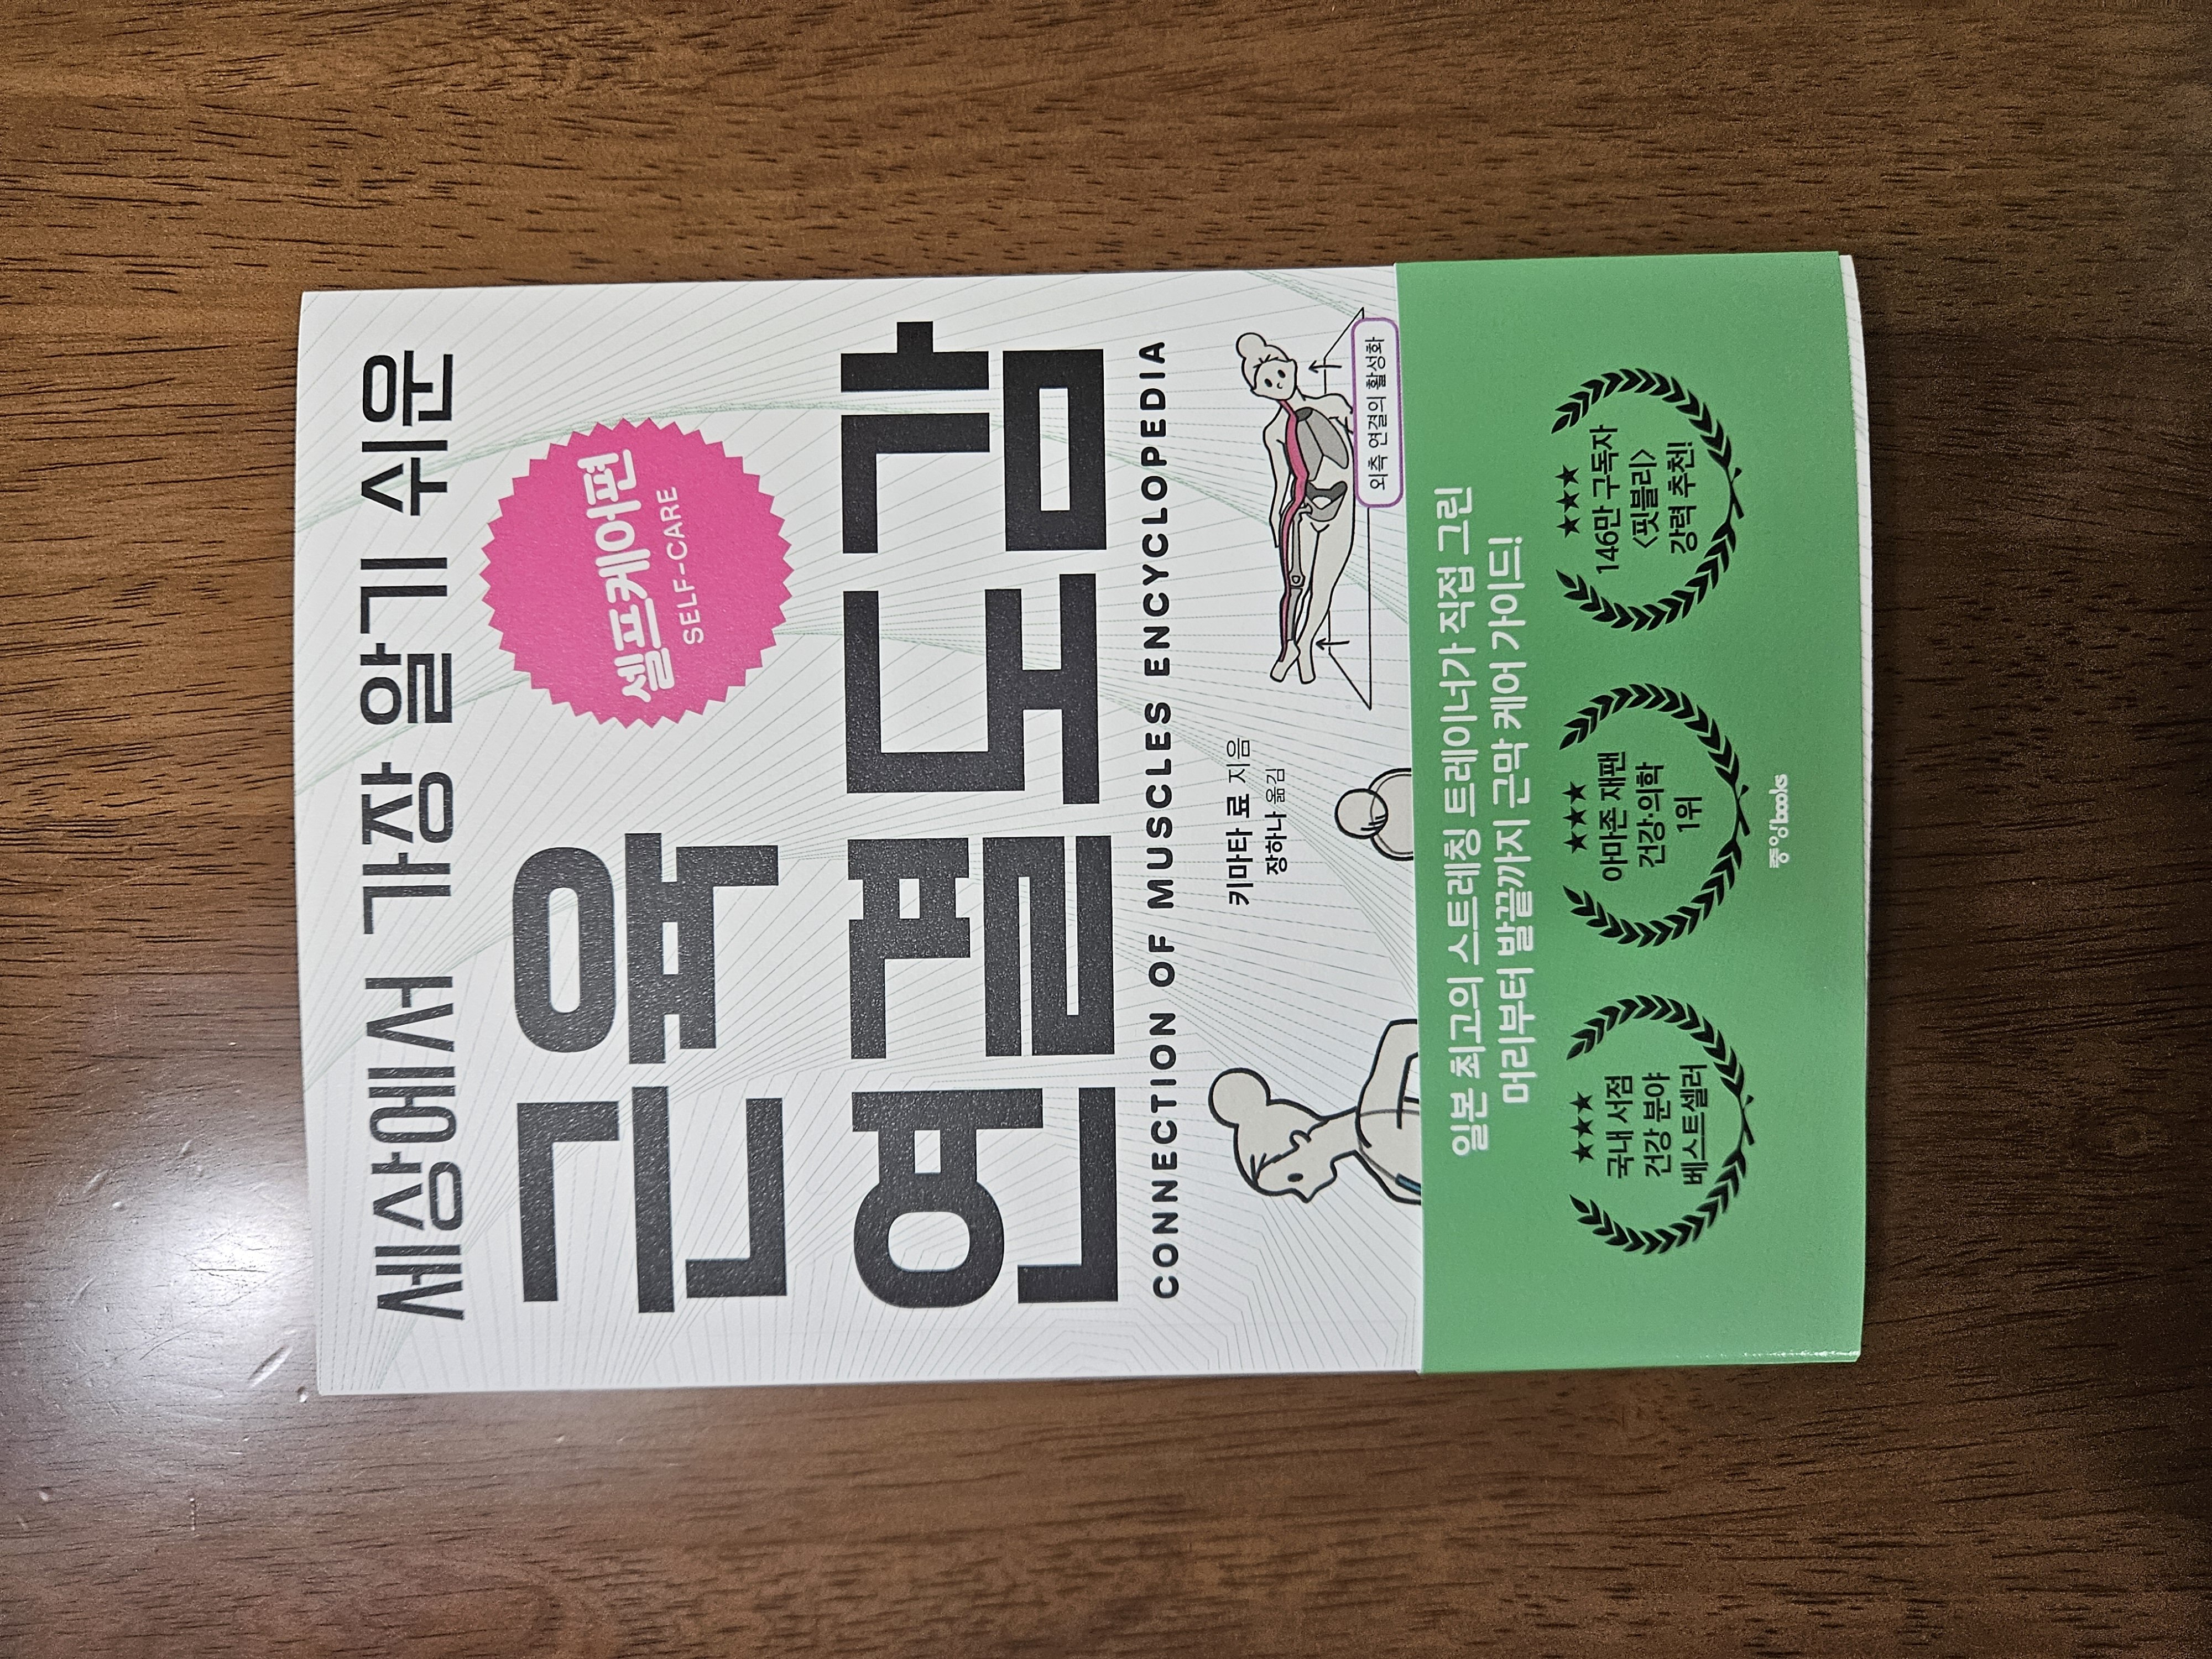 세상에서 가장 알기 쉬운
근육
셀프케어편
SELF-CARE
연결도감
CONNECTION OF MUSCLES ENCYCLOPEDIA
키마타 료 지음
장하나 옮김
외측 연결의 활성화
일본 최고의 스트레칭 트레이너가 직접 그린
머리부터 발끝까지 근막 케어 가이드!
★★★
국내 서점
건강 분야
베스트셀러
★★★
아마존 재팬
건강·의학
1위
★★★
146만 구독자
<핏블리>
강력 추천!
중앙books